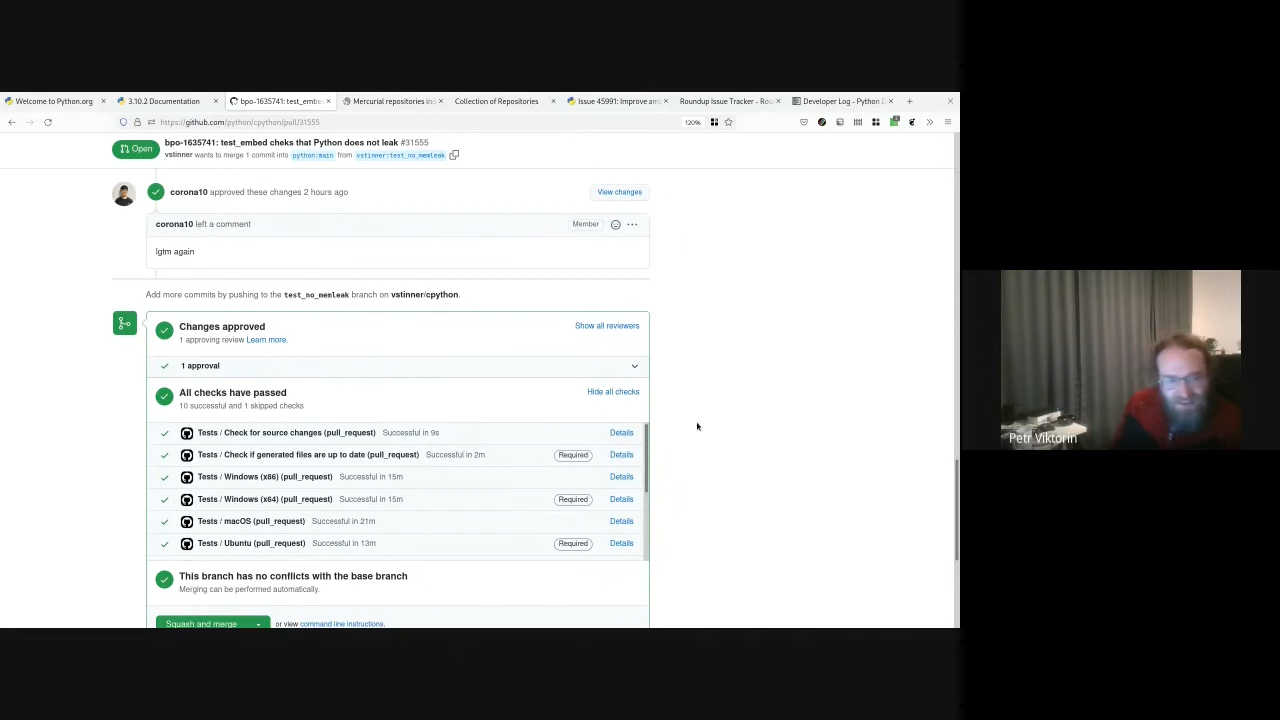 Welcome to Python.org
3.10.2 Documentation
bpo-1635741: test_embe
Mercurial repositories ind
Collection of Repositories
Issue 45991: Improve am
Roundup Issue Tracker - Rou
Developer Log - Python D
https://github.com/python/cpython/pull/31555
120%
Open
bpo-1635741: test_embed cheks that Python does not leak #31555
vstinner wants to merge 1 commit into python:main from vstinner:test_no_memleak
corona10 approved these changes 2 hours ago
View changes
corona10 left a comment
Member
lgtm again
Add more commits by pushing to the test_no_memleak branch on vstinner/cpython.
Changes approved
Show all reviewers
1 approving review Learn more.
1 approval
All checks have passed
Hide all checks
10 successful and 1 skipped checks
Tests / Check for source changes (pull_request) Successful in 9s
Details
Tests / Check if generated files are up to date (pull_request) Successful in 2m
Required
Details
Tests / Windows (x86) (pull_request) Successful in 15m
Details
Tests / Windows (x64) (pull_request) Successful in 15m
Required
Details
Tests / macOS (pull_request) Successful in 21m
Details
Tests / Ubuntu (pull_request) Successful in 13m
Required
Details
This branch has no conflicts with the base branch
Merging can be performed automatically.
Squash and merge
or view command line instructions.
Petr Viktorin